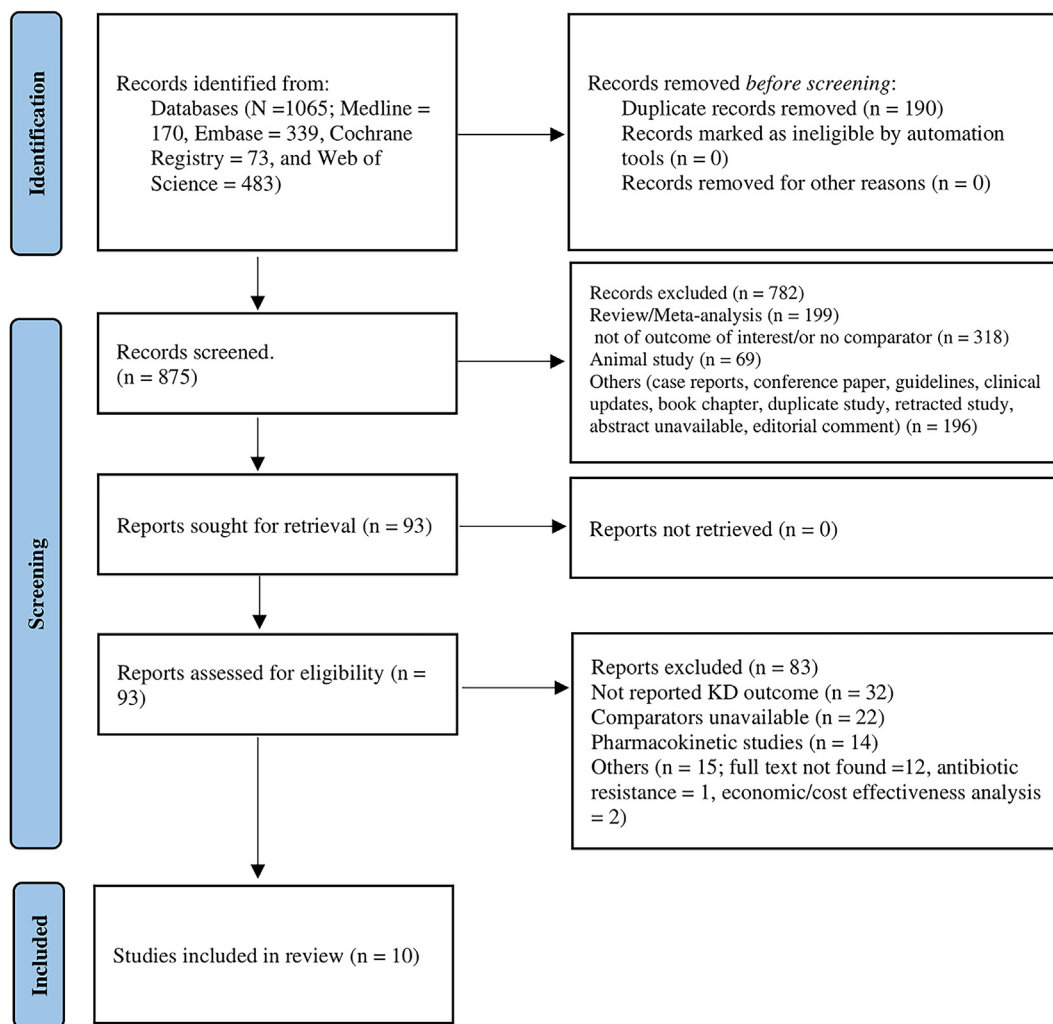 Identification
Records identified from:
Databases (N =1065; Medline =
170, Embase = 339, Cochrane
Registry = 73, and Web of
Science = 483)
Records removed before screening:
Duplicate records removed (n = 190)
Records marked as ineligible by automation
tools (n = 0)
Records removed for other reasons (n = 0)
Screening
Records screened.
(n = 875)
Records excluded (n = 782)
Review/Meta-analysis (n = 199)
not of outcome of interest/or no comparator (n = 318)
Animal study (n = 69)
Others (case reports, conference paper, guidelines, clinical
updates, book chapter, duplicate study, retracted study,
abstract unavailable, editorial comment) (n = 196)
Reports sought for retrieval (n = 93)
Reports not retrieved (n = 0)
Reports assessed for eligibility (n =
93)
Reports excluded (n = 83)
Not reported KD outcome (n = 32)
Comparators unavailable (n = 22)
Pharmacokinetic studies (n = 14)
Others (n = 15; full text not found =12, antibiotic
resistance = 1, economic/cost effectiveness analysis
= 2)
Included
Studies included in review (n = 10)